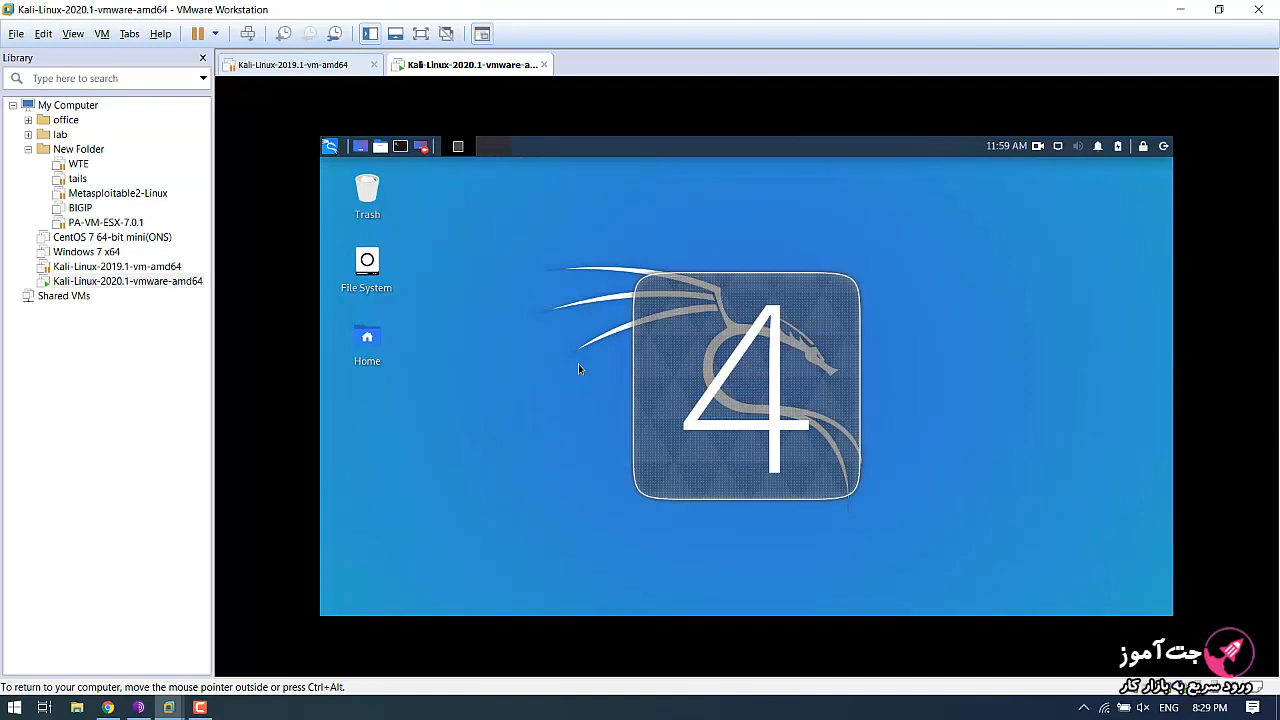 Kali-Linux-2020.1-vmware-amd64 - VMware Workstation
File Edit View VM Tabs Help
Library
Type here to search
My Computer
office
lab
New Folder
WTE
tails
Metasploitable2-Linux
BIGIP
PA-VM-ESX-7.0.1
CentOS 7 64-bit mini(ONS)
Windows 7 x64
Kali-Linux-2019.1-vm-amd64
Kali-Linux-2020.1-vmware-amd64
Shared VMs
Kali-Linux-2019.1-vm-amd64
Kali-Linux-2020.1-vmware-a...
11:59 AM
Trash
File System
Home
4
جت آموز
ورود سریع به بازار کار
To return to your computer, move the mouse pointer outside or press Ctrl+Alt.
ENG 8:29 PM